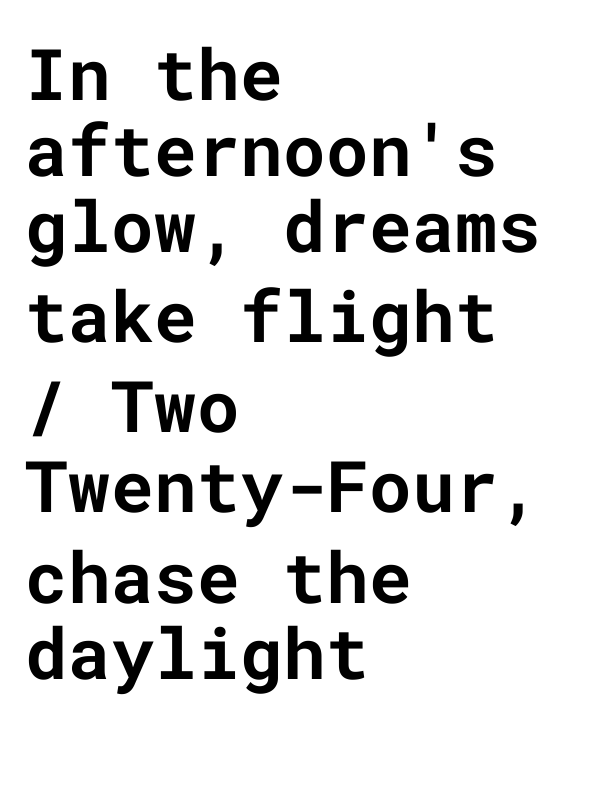 In the
afternoon's
glow, dreams
take flight
/ Two
Twenty-Four,
chase the
daylight